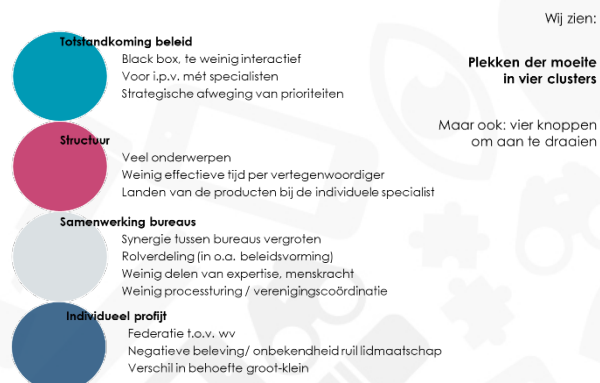 Wij zien:
Plekken der moeite
in vier clusters
Maar ook: vier knoppen
om aan te draaien
Totstandkoming beleid
Black box, te weinig interactief
Voor i.p.v. mét specialisten
Strategische afweging van prioriteiten
Structuur
Veel onderwerpen
Weinig effectieve tijd per vertegenwoordiger
Landen van de producten bij de individuele specialist
Samenwerking bureaus
Synergie tussen bureaus vergroten
Rolverdeling (in o.a. beleidsvorming)
Weinig delen van expertise, menskracht
Weinig processturing / verenigingscoördinatie
Individueel profijt
Federatie t.o.v. wv
Negatieve beleving/ onbekendheid ruil lidmaatschap
Verschil in behoefte groot-klein